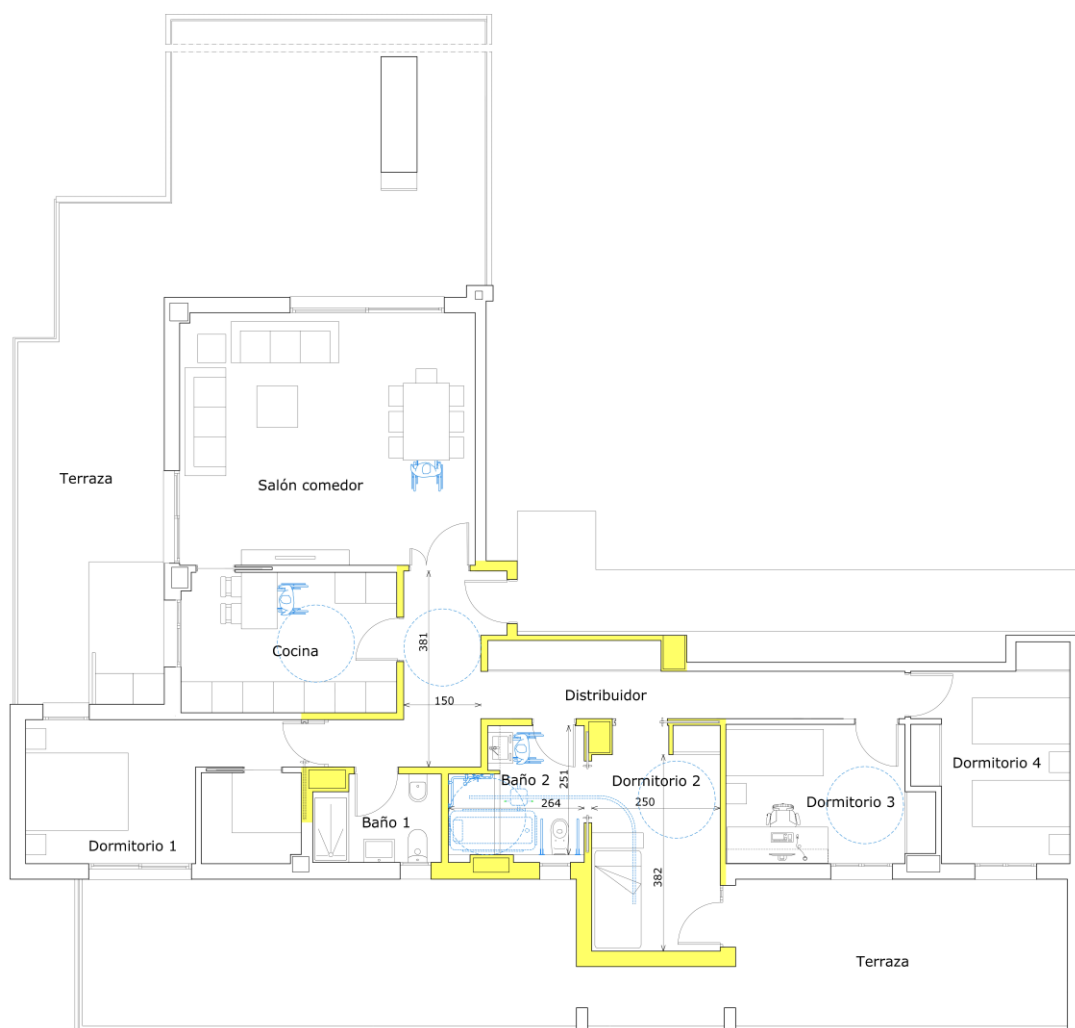 Terraza
Salón comedor
Cocina
381
150
Distribuidor
Dormitorio 1
Baño 1
Baño 2
251
264
Dormitorio 2
250
382
Dormitorio 3
Dormitorio 4
Terraza